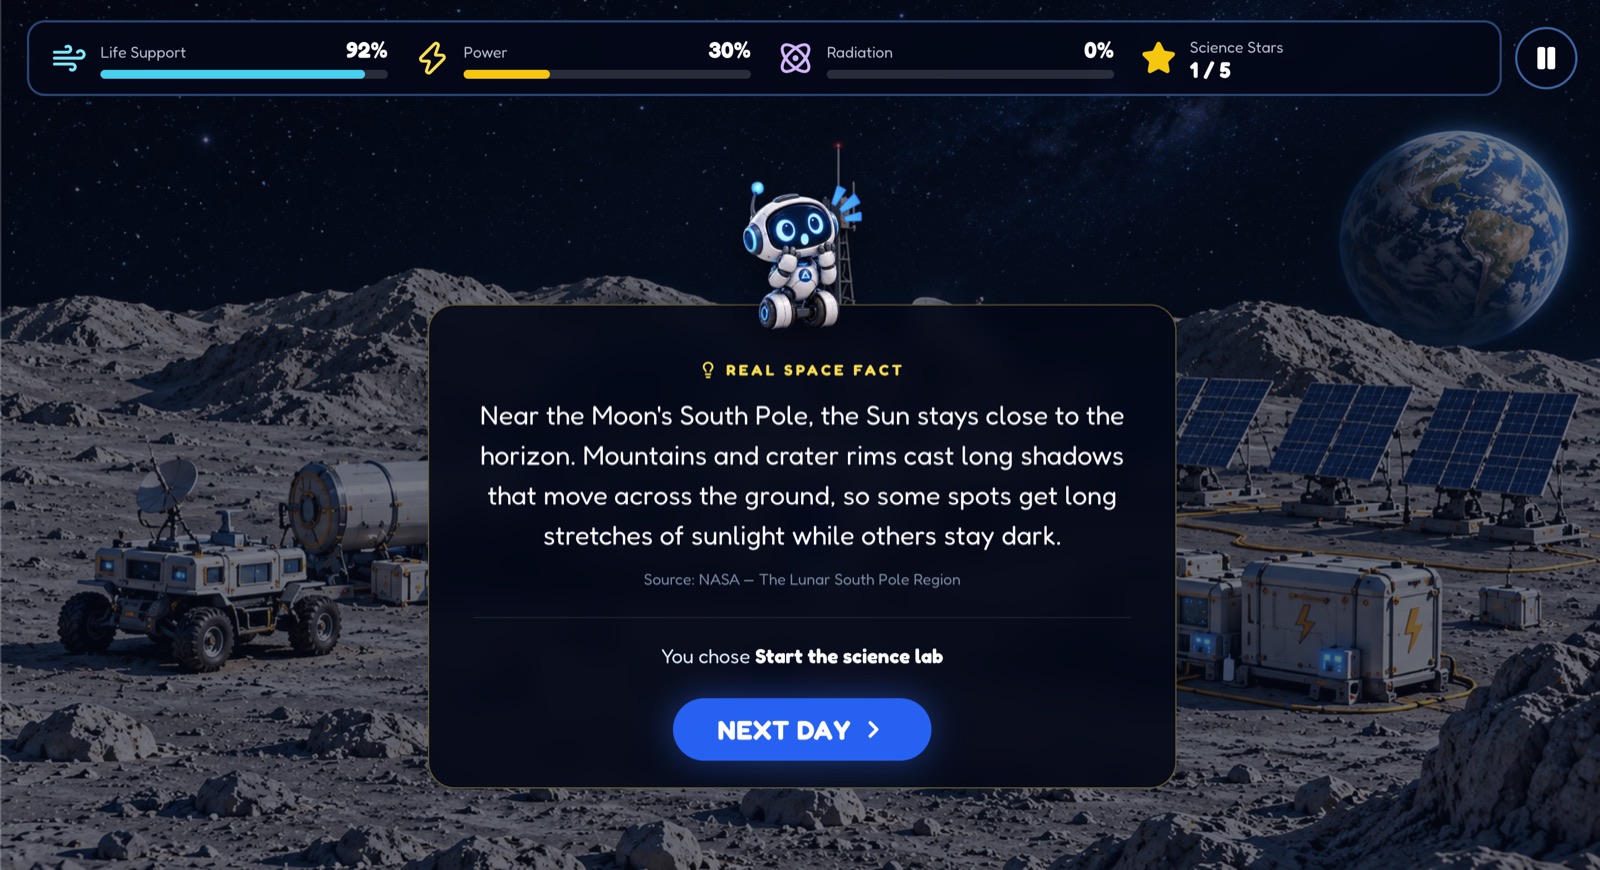 Life Support 92%
Power 30%
Radiation 0%
Science Stars
1 / 5
REAL SPACE FACT
Near the Moon's South Pole, the Sun stays close to the
horizon. Mountains and crater rims cast long shadows
that move across the ground, so some spots get long
stretches of sunlight while others stay dark.
Source: NASA – The Lunar South Pole Region
You chose Start the science lab
NEXT DAY